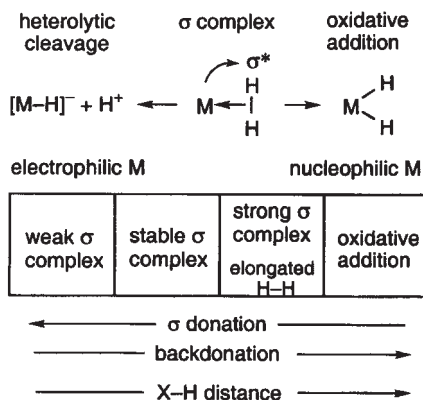 heterolytic cleavage
σ complex
oxidative addition
σ*
[M–H]⁻ + H⁺
M
H
H
M
H
H
electrophilic M
nucleophilic M
weak σ complex
stable σ complex
strong σ complex
elongated H–H
oxidative addition
σ donation
backdonation
X–H distance